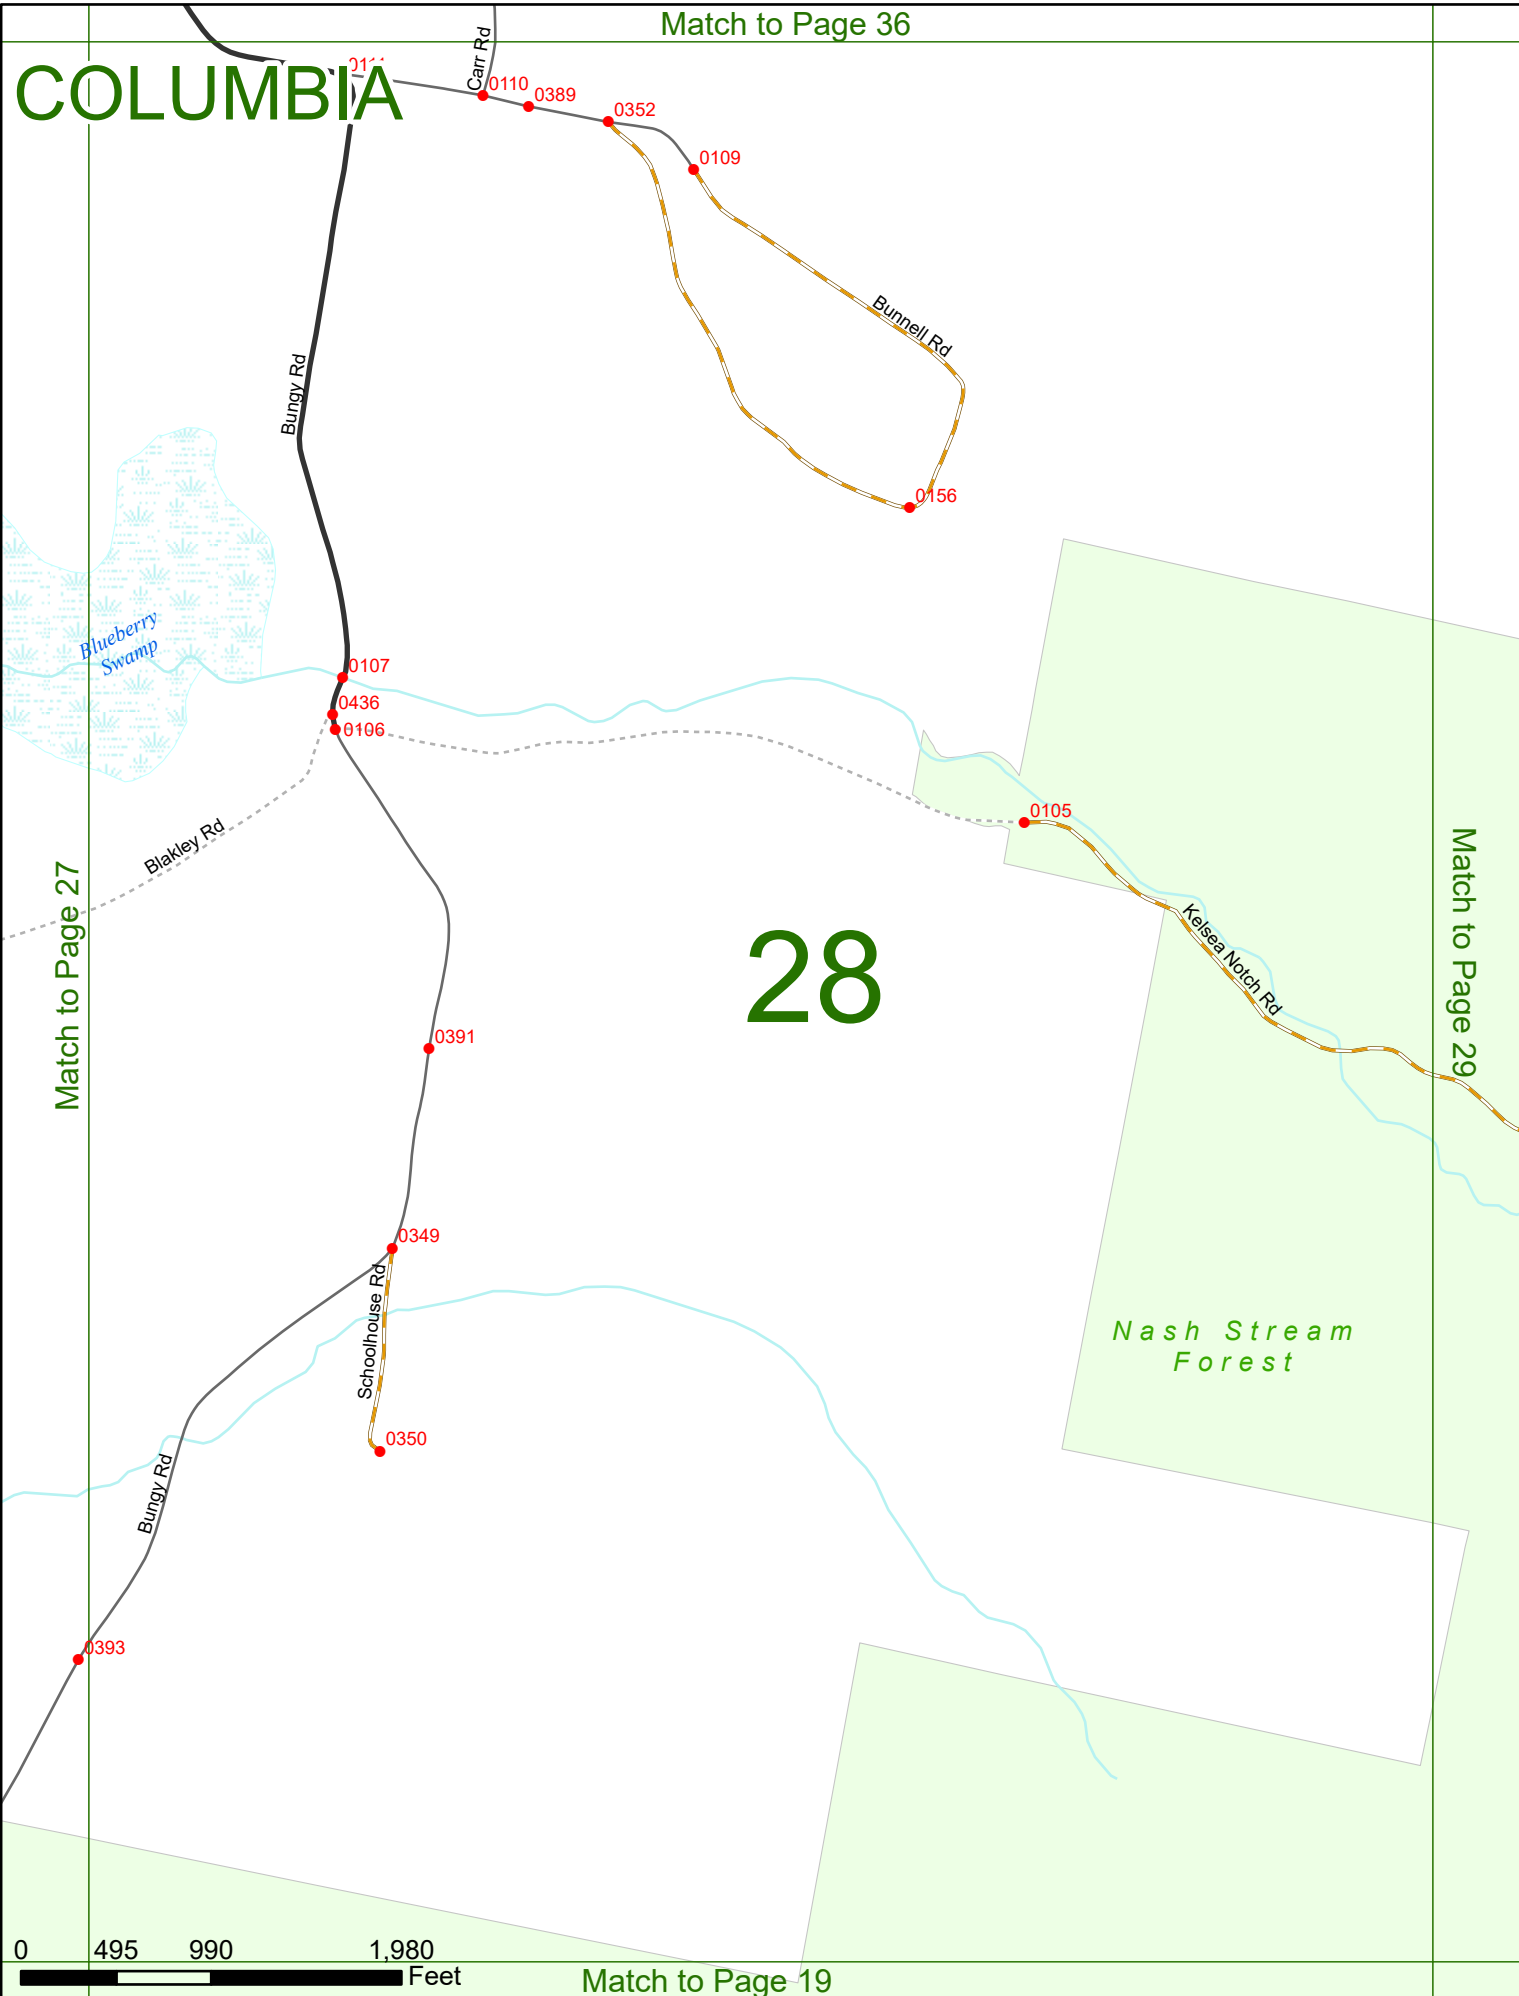 Match to Page 36
COLUMBIA
Carr Rd
0110
0389
0352
0109
Bunnell Rd
Bungy Rd
0156
Blueberry
Swamp
0107
0436
0106
0105
Blakley Rd
Match to Page 27
Match to Page 29
Kelsea Notch Rd
28
0391
0349
Schoolhouse Rd
Nash Stream
Forest
0350
Bungy Rd
0393
0 495 990 1,980
Feet
Match to Page 19